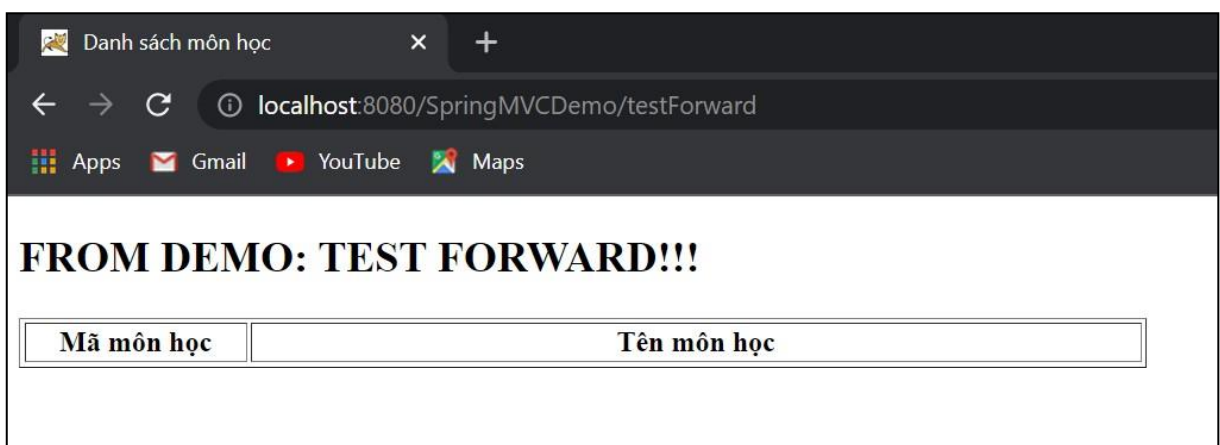 Danh sách môn học
localhost:8080/SpringMVCDemo/testForward
Apps Gmail YouTube Maps
FROM DEMO: TEST FORWARD!!!
Mã môn học Tên môn học